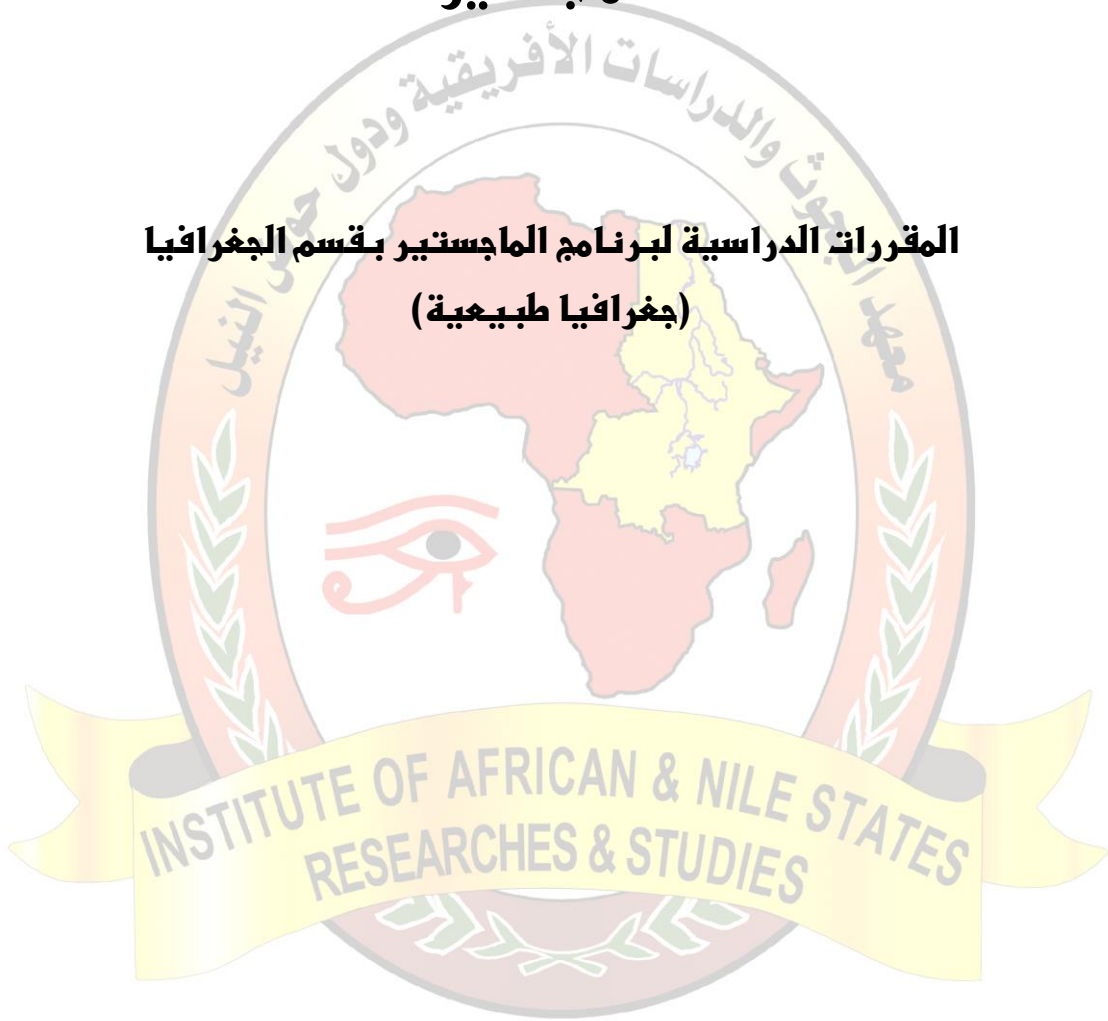 معهد البحوث والدراسات الأفريقية ودول حوض النيل
المقررات الدراسية لبرنامج الماجستير بقسم الجغرافيا
(جغرافيا طبيعية)
INSTITUTE OF AFRICAN & NILE STATES
RESEARCHES & STUDIES